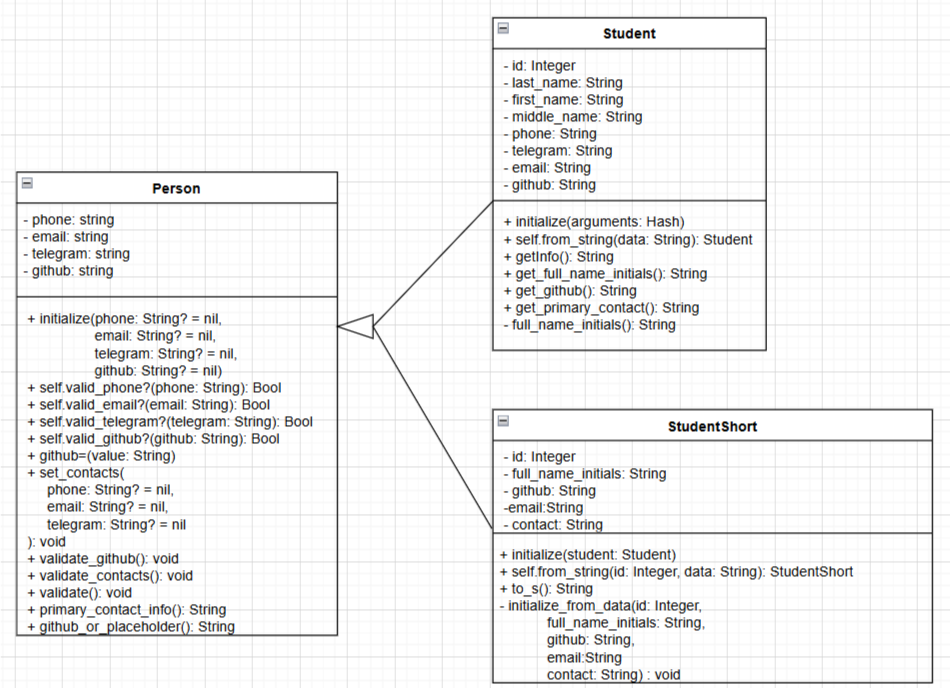 Person
- phone: string
- email: string
- telegram: string
- github: string
+ initialize(phone: String? = nil,
email: String? = nil,
telegram: String? = nil,
github: String? = nil)
+ self.valid_phone?(phone: String): Bool
+ self.valid_email?(email: String): Bool
+ self.valid_telegram?(telegram: String): Bool
+ self.valid_github?(github: String): Bool
+ github=(value: String)
+ set_contacts(
phone: String? = nil,
email: String? = nil,
telegram: String? = nil
): void
+ validate_github(): void
+ validate_contacts(): void
+ validate(): void
+ primary_contact_info(): String
+ github_or_placeholder(): String
Student
- id: Integer
- last_name: String
- first_name: String
- middle_name: String
- phone: String
- telegram: String
- email: String
- github: String
+ initialize(arguments: Hash)
+ self.from_string(data: String): Student
+ getInfo(): String
+ get_full_name_initials(): String
+ get_github(): String
+ get_primary_contact(): String
- full_name_initials(): String
StudentShort
- id: Integer
- full_name_initials: String
- github: String
-email:String
- contact: String
+ initialize(student: Student)
+ self.from_string(id: Integer, data: String): StudentShort
+ to_s(): String
- initialize_from_data(id: Integer,
full_name_initials: String,
github: String,
email:String
contact: String) : void